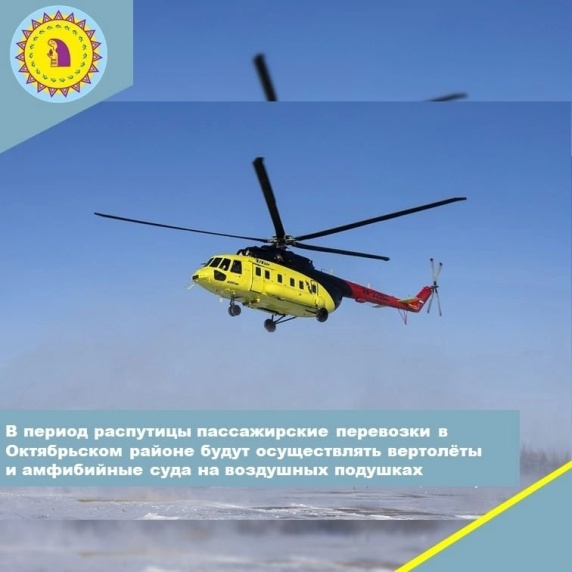 В период распутицы пассажирские перевозки в
Октябрьском районе будут осуществлять вертолёты
и амфибийные суда на воздушных подушках